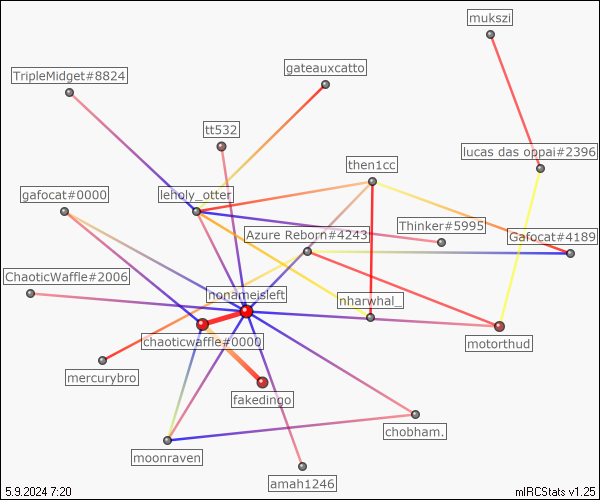 mukszi
gateauxcatto
TripleMidget#8824
tt532
lucas das oppai#2396
then1cc
gafocat#0000
leholy_otter
Thinker#5995
Azure Reborn#4243
Gafocat#4189
ChaoticWaffle#2006
nonameisleft
nharwhal_
chaoticwaffle#0000
motorthud
mercurybro
fakedingo
chobham.
moonraven
amah1246
5.9.2024 7:20
mIRCStats v1.25